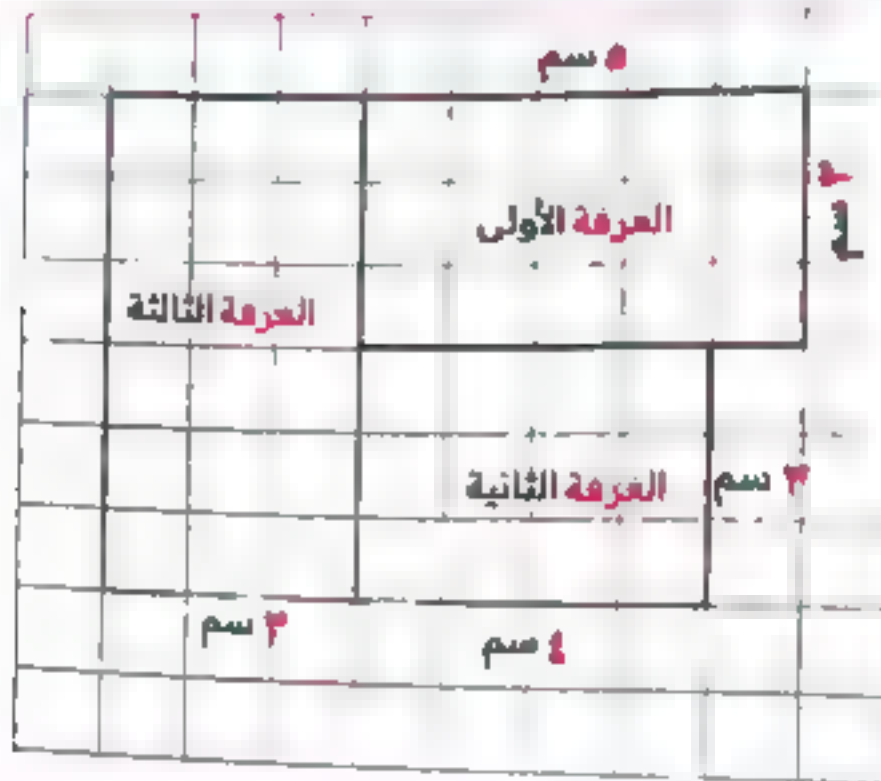 ٥ سم
الغرفة الأولى
الغرفة الثالثة
الغرفة الثانية
٣ سم
٣ سم
٤ سم